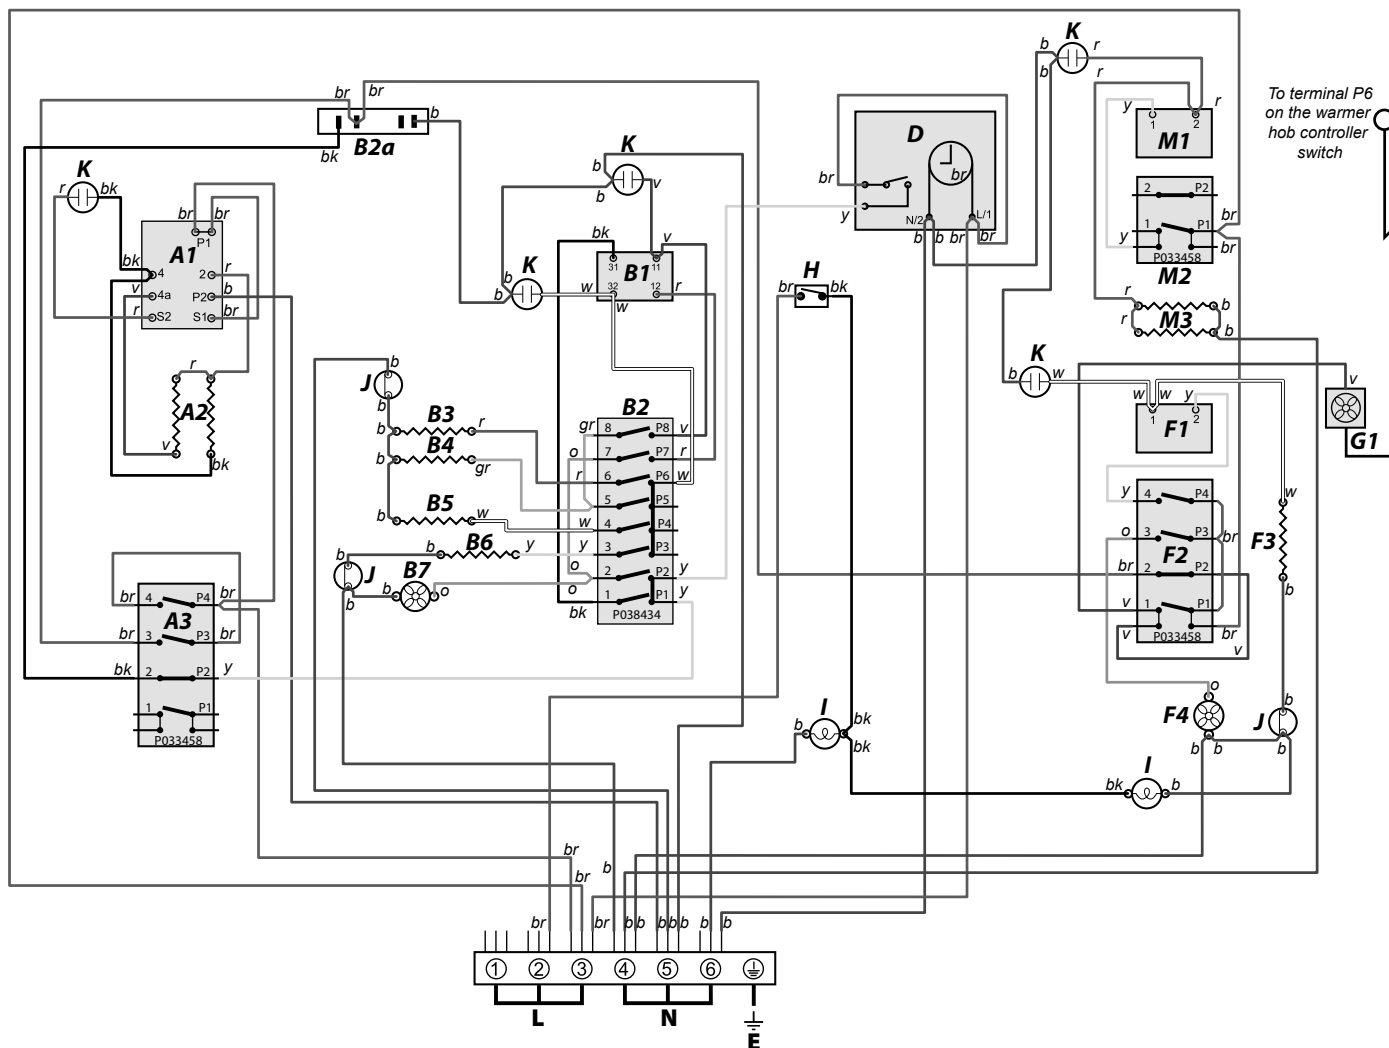 K
b
r
b
r
To terminal P6
on the warmer
hob controller
switch
br
br
b
y
r
1
2
M1
B2a
bk
D
br
br
y
N/2
L/1
b
b
br
br
K
b
b
v
K
r
bk
br
br
P1
A1
bk
4
2
r
v
4a
P2
b
r
S2
S1
br
2
P2
1
P1
br
y
br
P033458
M2
bk
v
31
11
B1
32
12
w
w
r
K
b
b
H
br
bk
r
b
r
M3
b
K
b
w
w
w
y
1
2
F1
v
G1
r
A2
v
bk
J
b
b
b
B3
r
b
B4
gr
b
B5
w
b
B6
y
J
b
b
B7
b
o
B2
gr
8
P8
v
o
7
P7
r
r
6
P6
w
5
P5
w
4
P4
y
3
P3
o
2
P2
y
o
1
P1
y
bk
P038434
y
4
P4
o
3
P3
br
F2
br
2
P2
v
1
P1
v
P033458
br
v
w
F3
b
br
4
P4
br
A3
br
3
P3
br
bk
2
P2
y
1
P1
P033458
I
b
bk
bk
o
F4
b
b
b
J
b
I
bk
b
br
br
b
br
br
b
b
b
b
b
b
b
1
2
3
4
5
6
L
N
E